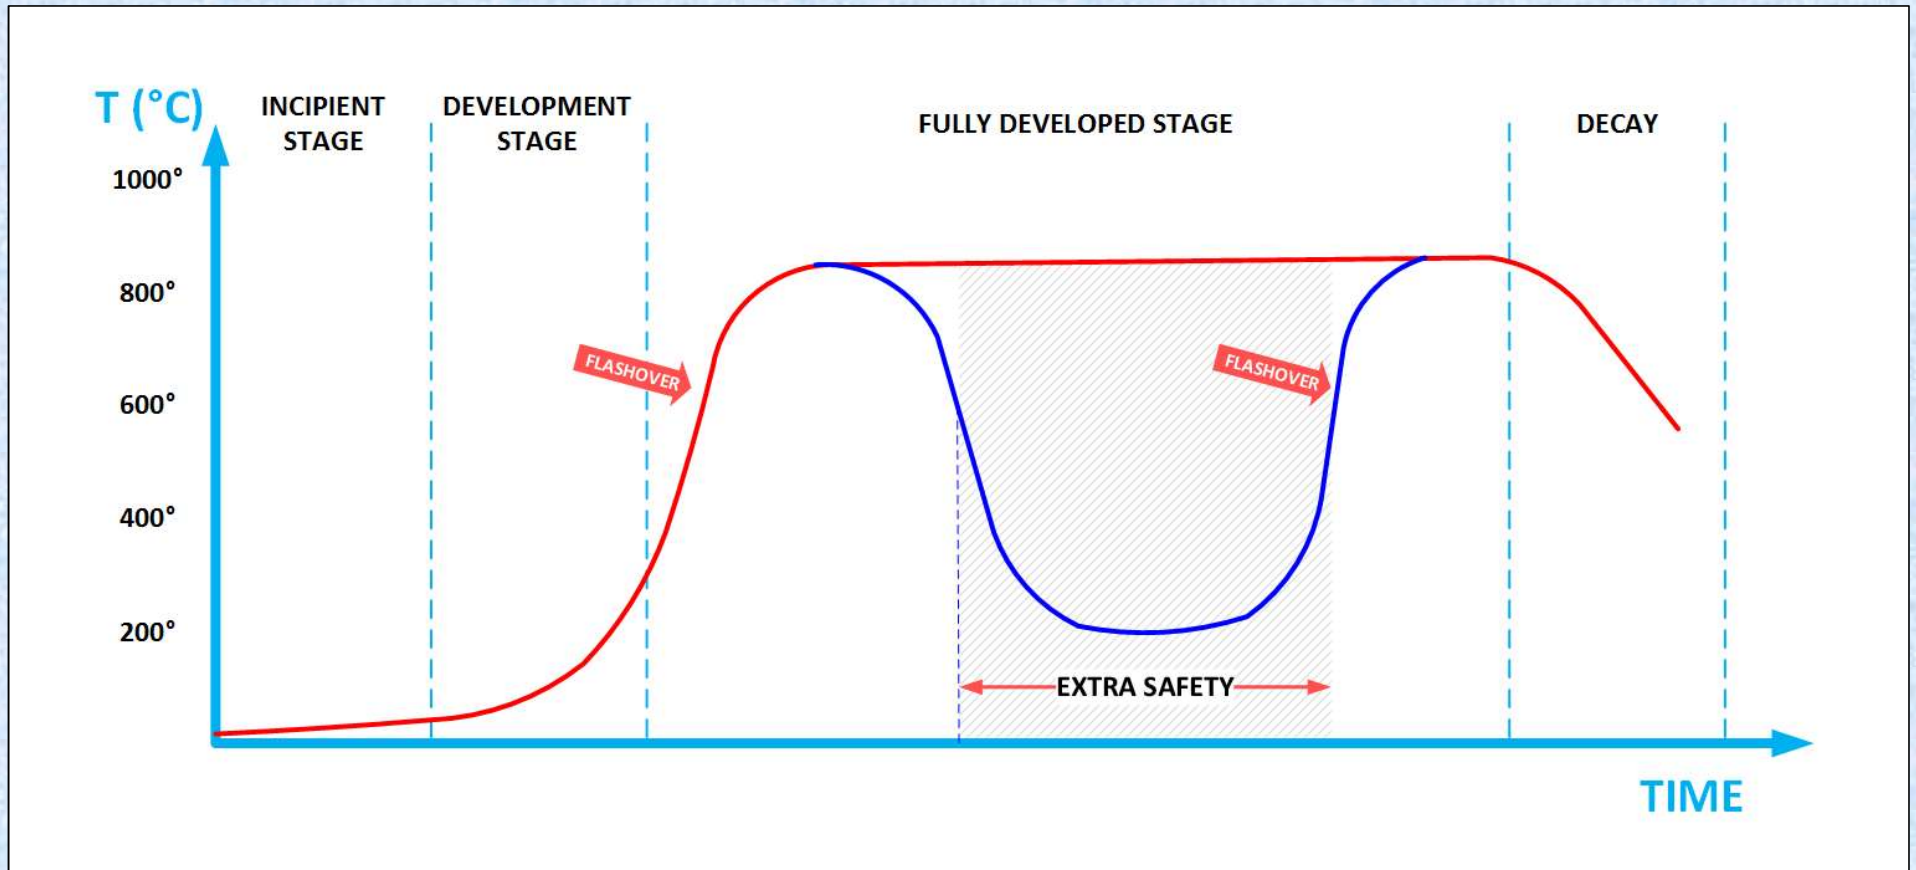 T (°C)
INCIPIENT
STAGE
DEVELOPMENT
STAGE
FULLY DEVELOPED STAGE
DECAY
1000°
800°
600°
400°
200°
FLASHOVER
FLASHOVER
EXTRA SAFETY
TIME